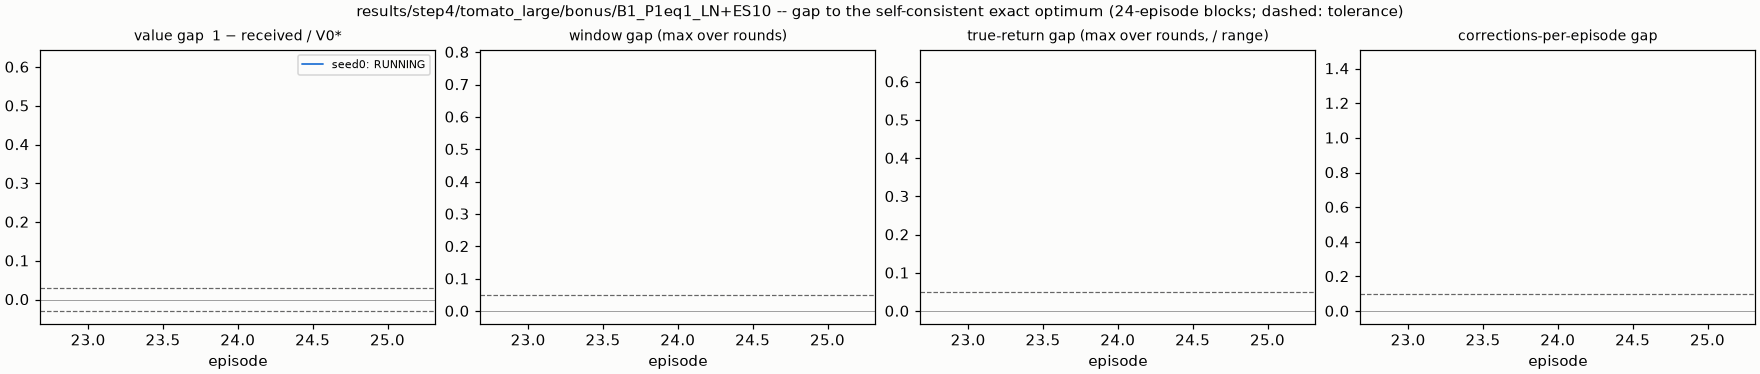 results/step4/tomato_large/bonus/B1_P1eq1_LN+ES10 -- gap to the self-consistent exact optimum (24-episode blocks; dashed: tolerance)
value gap  1 − received / V0*
0.6
0.5
0.4
0.3
0.2
0.1
0.0
seed0: RUNNING
23.0 23.5 24.0 24.5 25.0
episode
window gap (max over rounds)
0.8
0.7
0.6
0.5
0.4
0.3
0.2
0.1
0.0
23.0 23.5 24.0 24.5 25.0
episode
true-return gap (max over rounds, / range)
0.6
0.5
0.4
0.3
0.2
0.1
0.0
23.0 23.5 24.0 24.5 25.0
episode
corrections-per-episode gap
1.4
1.2
1.0
0.8
0.6
0.4
0.2
0.0
23.0 23.5 24.0 24.5 25.0
episode